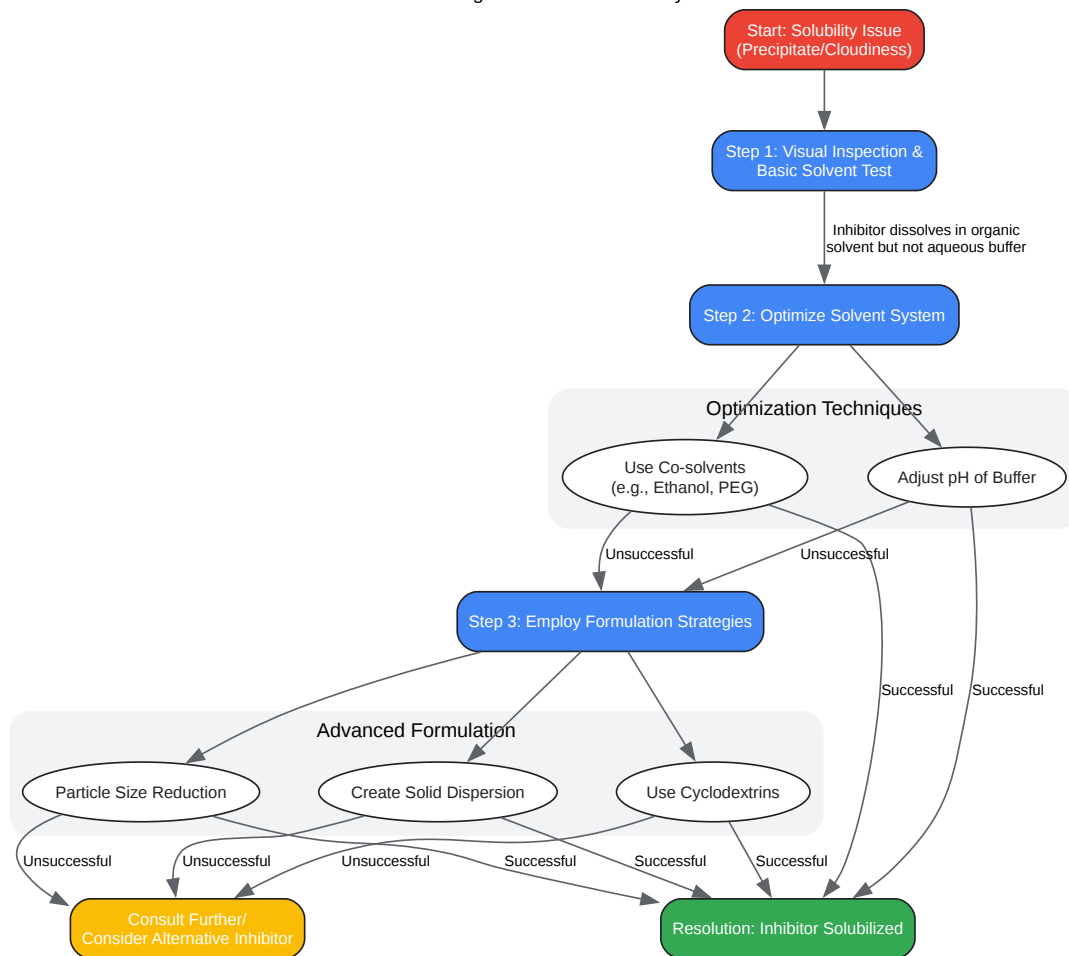 Start: Solubility Issue
(Precipitate/Cloudiness)
Step 1: Visual Inspection &
Basic Solvent Test
Inhibitor dissolves in organic
solvent but not aqueous buffer
Step 2: Optimize Solvent System
Optimization Techniques
Use Co-solvents
(e.g., Ethanol, PEG)
Adjust pH of Buffer
Unsuccessful
Unsuccessful
Step 3: Employ Formulation Strategies
Successful
Successful
Advanced Formulation
Particle Size Reduction
Create Solid Dispersion
Use Cyclodextrins
Unsuccessful
Unsuccessful
Unsuccessful
Successful
Successful
Successful
Consult Further/
Consider Alternative Inhibitor
Resolution: Inhibitor Solubilized